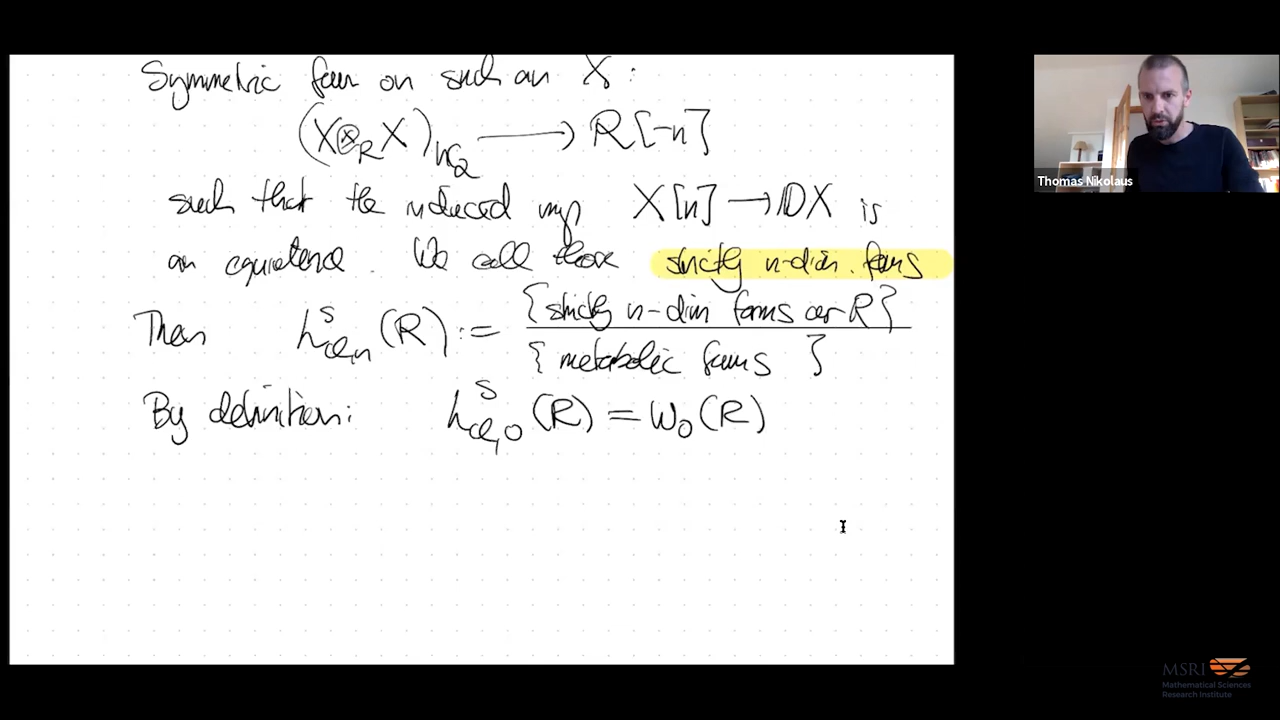 Symmetric form on such an X :
(X⊗_R X)_{hC_2} ⟶ R[-n]
such that the induced map X[n] → 𝔻X is
an equivalence. We call those strictly n-dim. forms
Then L^s_{cl,n}(R) := {strictly n-dim forms over R} / {metabolic forms}
By definition: L^s_{cl,0}(R) = W_0(R)
Thomas Nikolaus
MSRI
Mathematical Sciences
Research Institute